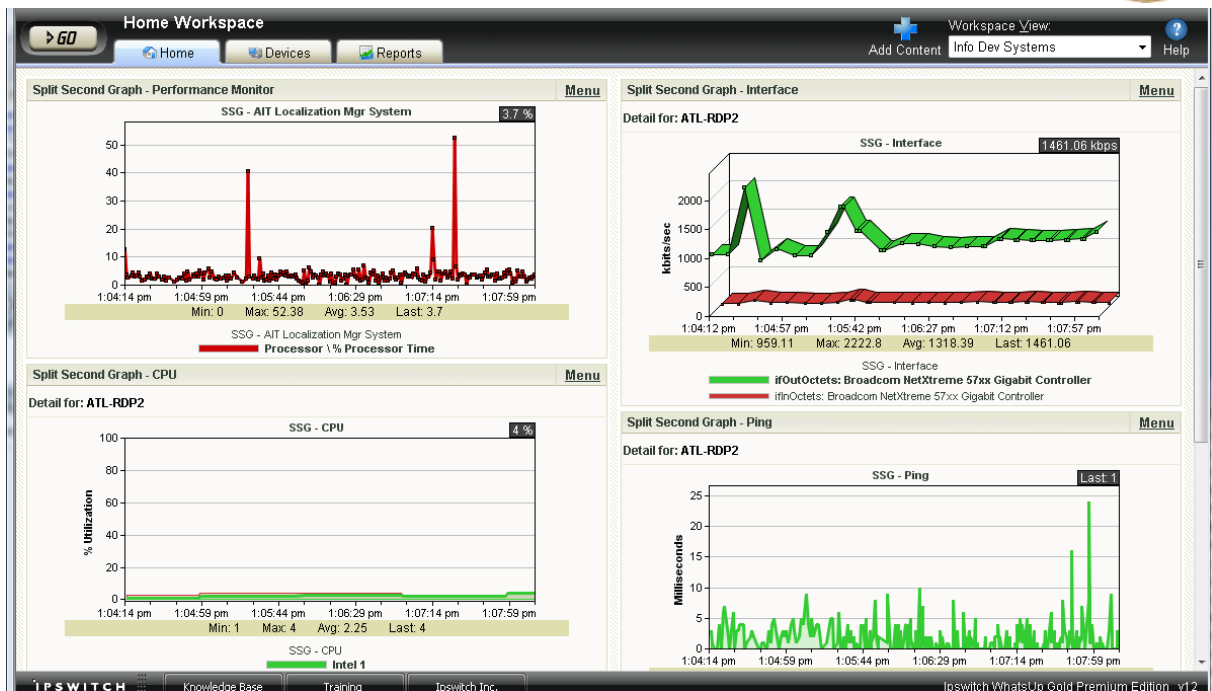 GO
Home Workspace
Home
Devices
Reports
Add Content
Workspace View:
Info Dev Systems
Help
Split Second Graph - Performance Monitor
Menu
SSG - AIT Localization Mgr System
3.7 %
50
40
30
20
10
0
1:04:14 pm 1:04:59 pm 1:05:44 pm 1:06:29 pm 1:07:14 pm 1:07:59 pm
Min: 0 Max: 52.38 Avg: 3.53 Last: 3.7
SSG - AIT Localization Mgr System
Processor \ % Processor Time
Split Second Graph - CPU
Menu
Detail for: ATL-RDP2
SSG - CPU
4 %
% Utilization
100
80
60
40
20
0
1:04:14 pm 1:04:59 pm 1:05:44 pm 1:06:29 pm 1:07:14 pm 1:07:59 pm
Min: 1 Max: 4 Avg: 2.25 Last: 4
SSG - CPU
Intel 1
Split Second Graph - Interface
Menu
Detail for: ATL-RDP2
SSG - Interface
1461.06 kbps
kbits/sec
2000
1500
1000
500
0
1:04:12 pm 1:04:57 pm 1:05:42 pm 1:06:27 pm 1:07:12 pm 1:07:57 pm
Min: 959.11 Max: 2222.8 Avg: 1318.39 Last: 1461.06
SSG - Interface
ifOutOctets: Broadcom NetXtreme 57xx Gigabit Controller
ifInOctets: Broadcom NetXtreme 57xx Gigabit Controller
Split Second Graph - Ping
Menu
Detail for: ATL-RDP2
SSG - Ping
Last: 1
Milliseconds
25
20
15
10
5
0
1:04:14 pm 1:04:59 pm 1:05:44 pm 1:06:29 pm 1:07:14 pm 1:07:59 pm
IPSWITCH
Knowledge Base
Training
Ipswitch Inc.
Ipswitch WhatsUp Gold Premium Edition v12